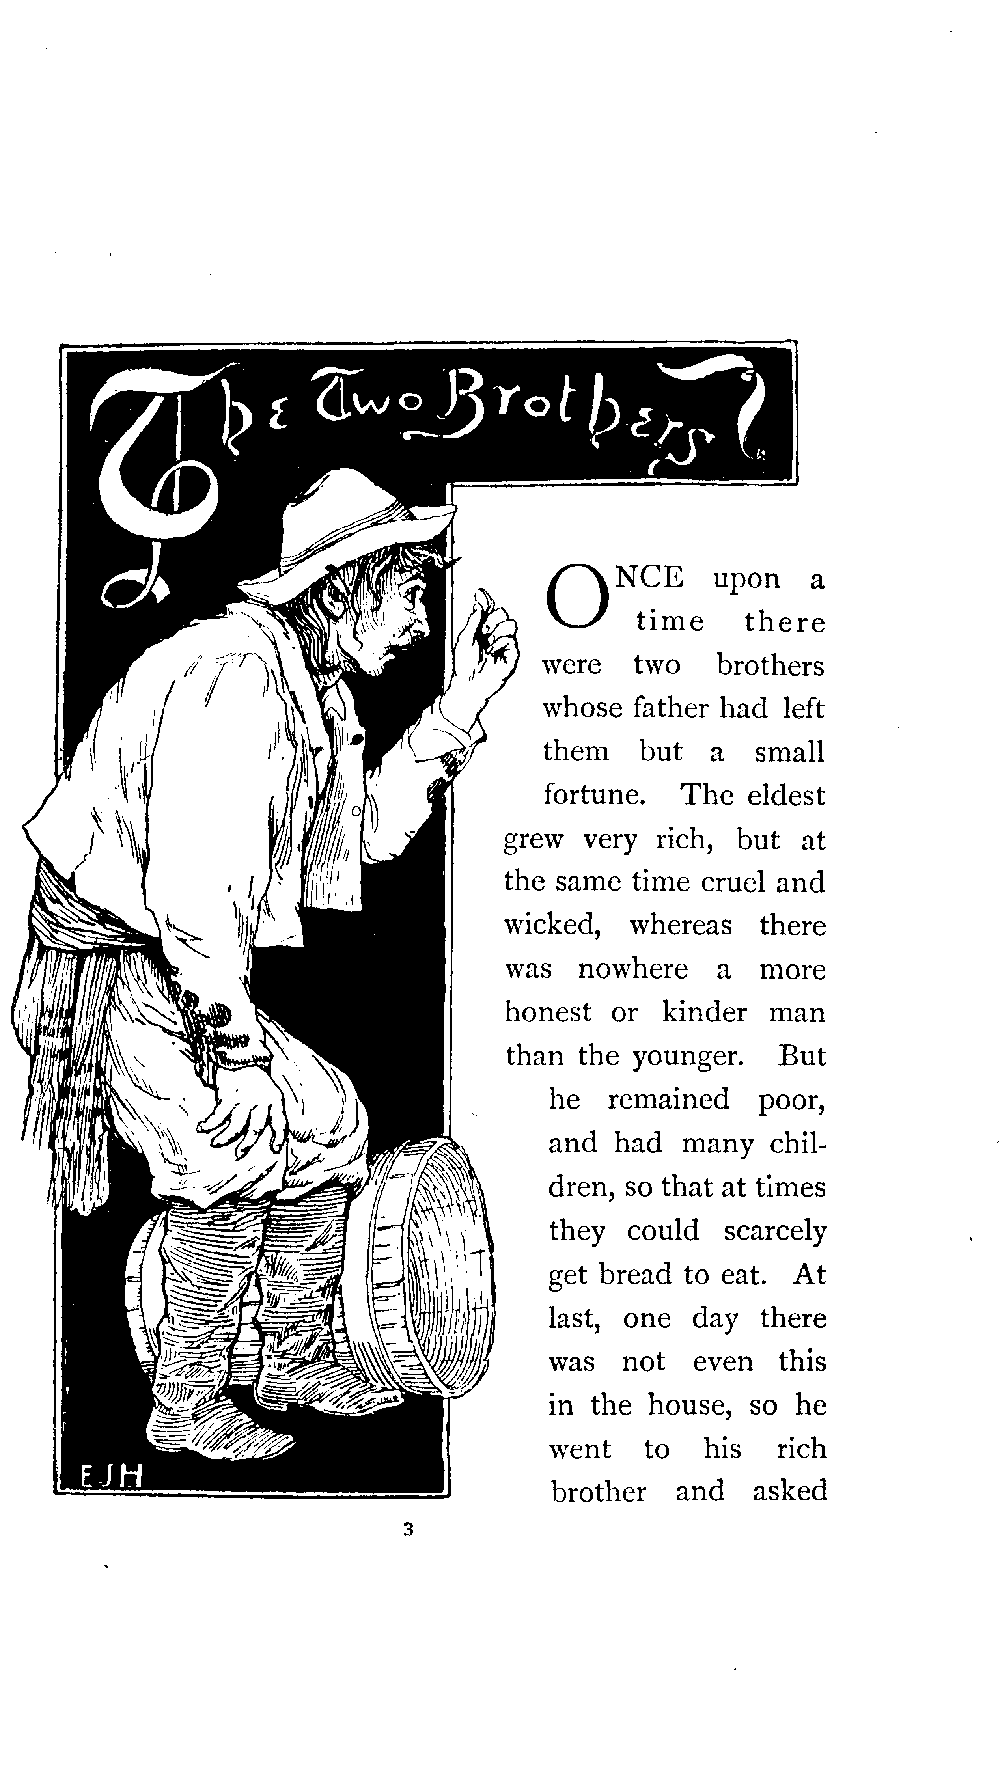 The Two Brothers
ONCE upon a
time there
were two brothers
whose father had left
them but a small
fortune. The eldest
grew very rich, but at
the same time cruel and
wicked, whereas there
was nowhere a more
honest or kinder man
than the younger. But
he remained poor,
and had many chil-
dren, so that at times
they could scarcely
get bread to eat. At
last, one day there
was not even this
in the house, so he
went to his rich
brother and asked
EJH
3